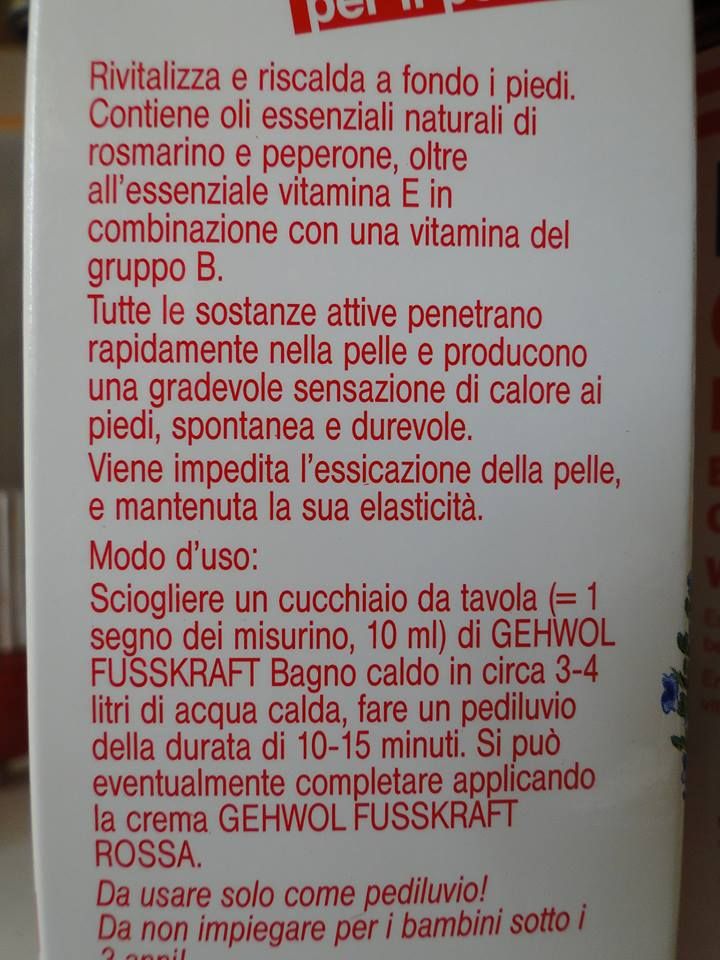 per il
Rivitalizza e riscalda a fondo i piedi.
Contiene oli essenziali naturali di
rosmarino e peperone, oltre
all'essenziale vitamina E in
combinazione con una vitamina del
gruppo B.
Tutte le sostanze attive penetrano
rapidamente nella pelle e producono
una gradevole sensazione di calore ai
piedi, spontanea e durevole.
Viene impedita l'essicazione della pelle,
e mantenuta la sua elasticità.
Modo d'uso:
Sciogliere un cucchiaio da tavola (= 1
segno dei misurino, 10 ml) di GEHWOL
FUSSKRAFT Bagno caldo in circa 3-4
litri di acqua calda, fare un pediluvio
della durata di 10-15 minuti. Si può
eventualmente completare applicando
la crema GEHWOL FUSSKRAFT
ROSSA.
Da usare solo come pediluvio!
Da non impiegare per i bambini sotto i
3 anni!